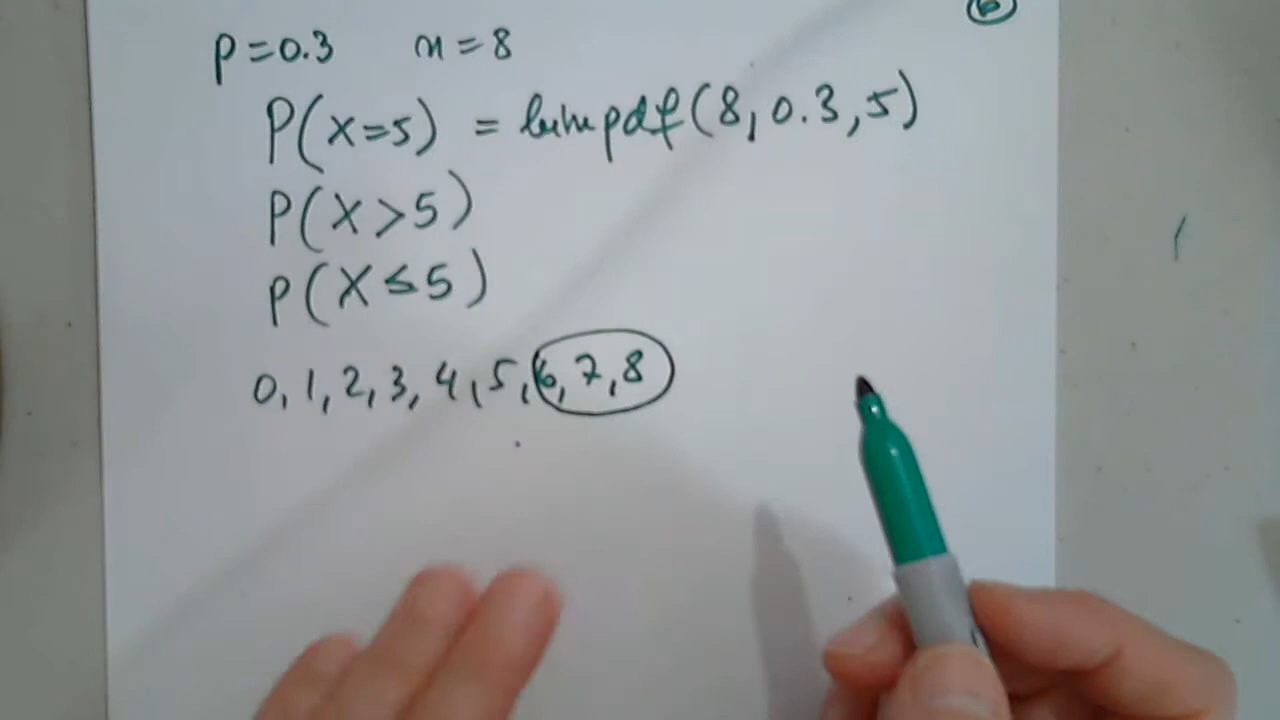 p=0.3 n=8
P(X=5) = binompdf(8,0.3,5)
P(X>5)
P(X≤5)
0, 1, 2, 3, 4, 5, 6, 7, 8